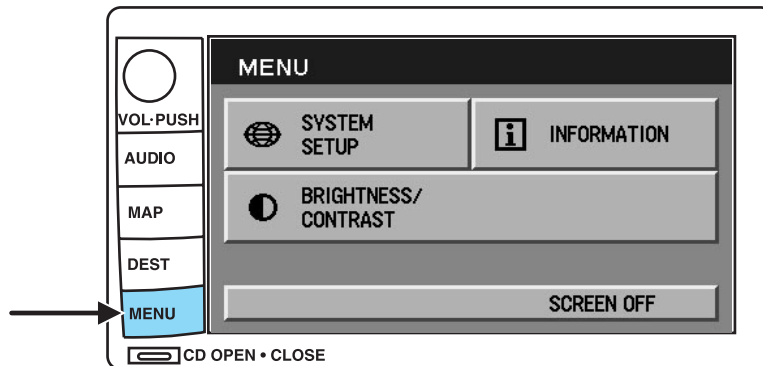 MENU
VOL·PUSH
AUDIO
MAP
DEST
MENU
SYSTEM
SETUP
i INFORMATION
BRIGHTNESS/
CONTRAST
SCREEN OFF
CD OPEN • CLOSE